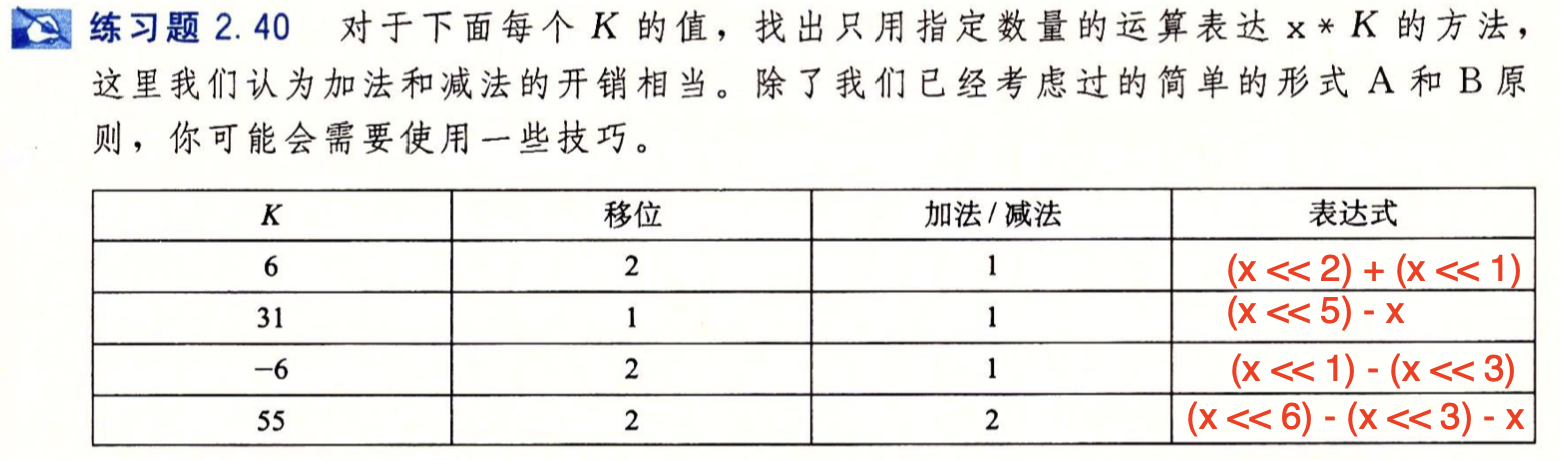 练习题 2.40 对于下面每个 K 的值，找出只用指定数量的运算表达 x * K 的方法，
这里我们认为加法和减法的开销相当。除了我们已经考虑过的简单的形式 A 和 B 原
则，你可能会需要使用一些技巧。
K 移位 加法/减法 表达式
6 2 1 (x << 2) + (x << 1)
31 1 1 (x << 5) - x
−6 2 1 (x << 1) - (x << 3)
55 2 2 (x << 6) - (x << 3) - x